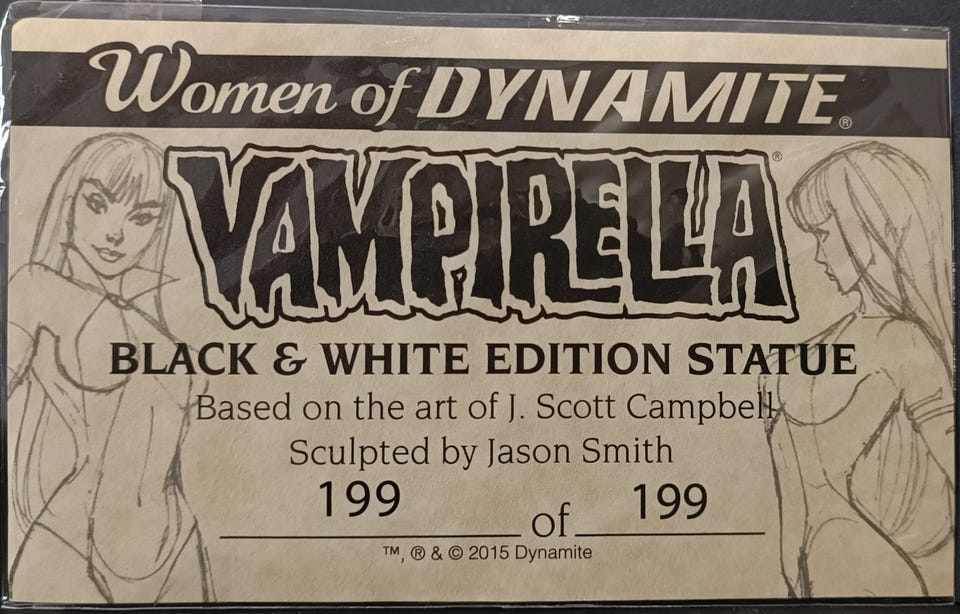 Women of DYNAMITE®
VAMPIRELLA®
BLACK & WHITE EDITION STATUE
Based on the art of J. Scott Campbell
Sculpted by Jason Smith
199 of 199
™, ® & © 2015 Dynamite